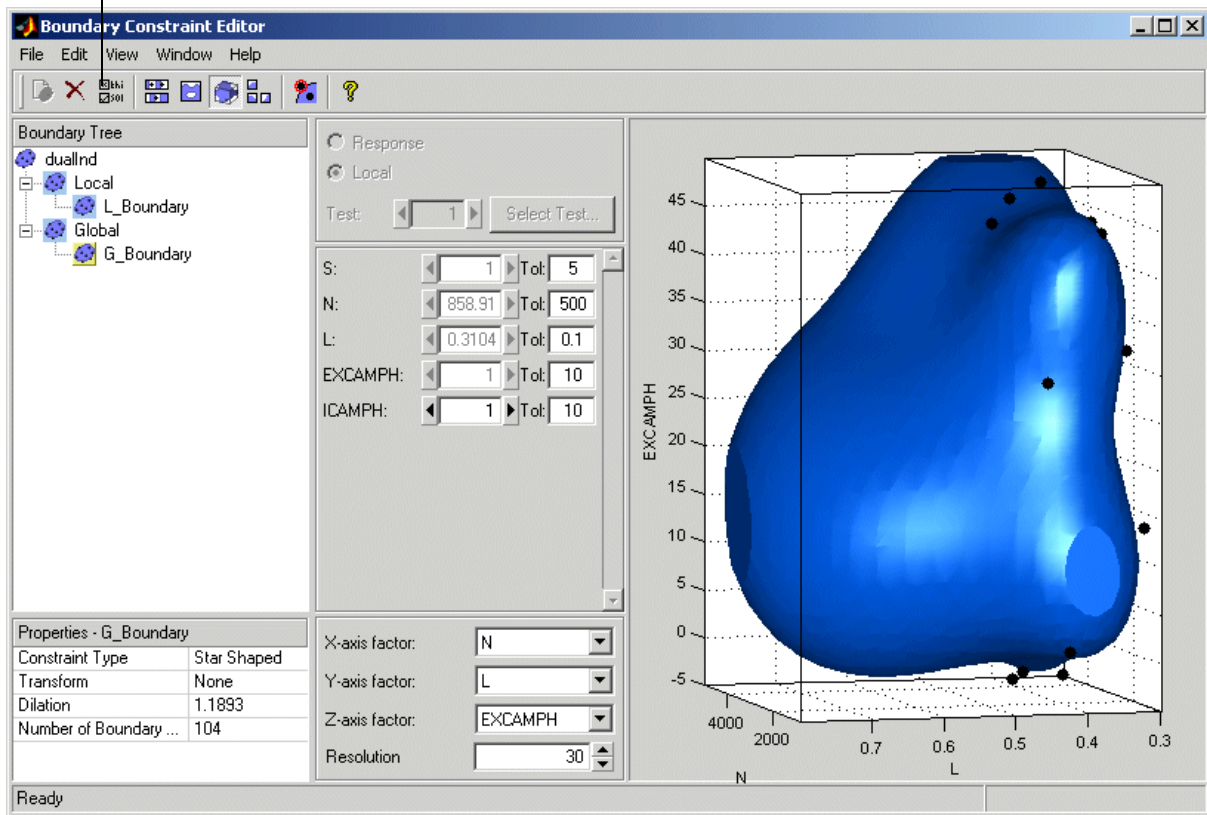 Boundary Constraint Editor
File Edit View Window Help
Boundary Tree
dualInd
Local
L_Boundary
Global
G_Boundary
Response
Local
Test: 1 Select Test...
S: 1 Tol: 5
N: 858.91 Tol: 500
L: 0.3104 Tol: 0.1
EXCAMPH: 1 Tol: 10
ICAMPH: 1 Tol: 10
Properties - G_Boundary
Constraint Type Star Shaped
Transform None
Dilation 1.1893
Number of Boundary ... 104
X-axis factor: N
Y-axis factor: L
Z-axis factor: EXCAMPH
Resolution 30
45
40
35
30
25
20
15
10
5
0
-5
EXCAMPH
4000
2000
N
0.7 0.6 0.5 0.4 0.3
L
Ready